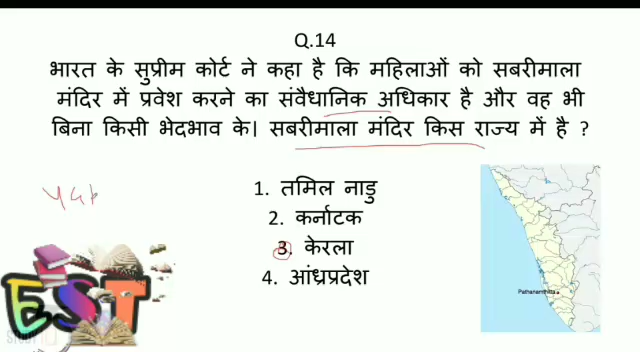 Q.14
भारत के सुप्रीम कोर्ट ने कहा है कि महिलाओं को सबरीमाला
मंदिर में प्रवेश करने का संवैधानिक अधिकार है और वह भी
बिना किसी भेदभाव के। सबरीमाला मंदिर किस राज्य में है ?
1. तमिल नाडु
2. कर्नाटक
3. केरला
4. आंध्रप्रदेश
Pathanamthitta
EST